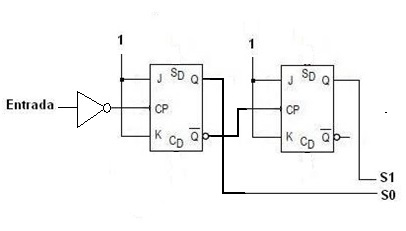 1
1
J SD Q
J SD Q
Entrada
CP
CP
K CD Q̅
K CD Q̅
S1
S0